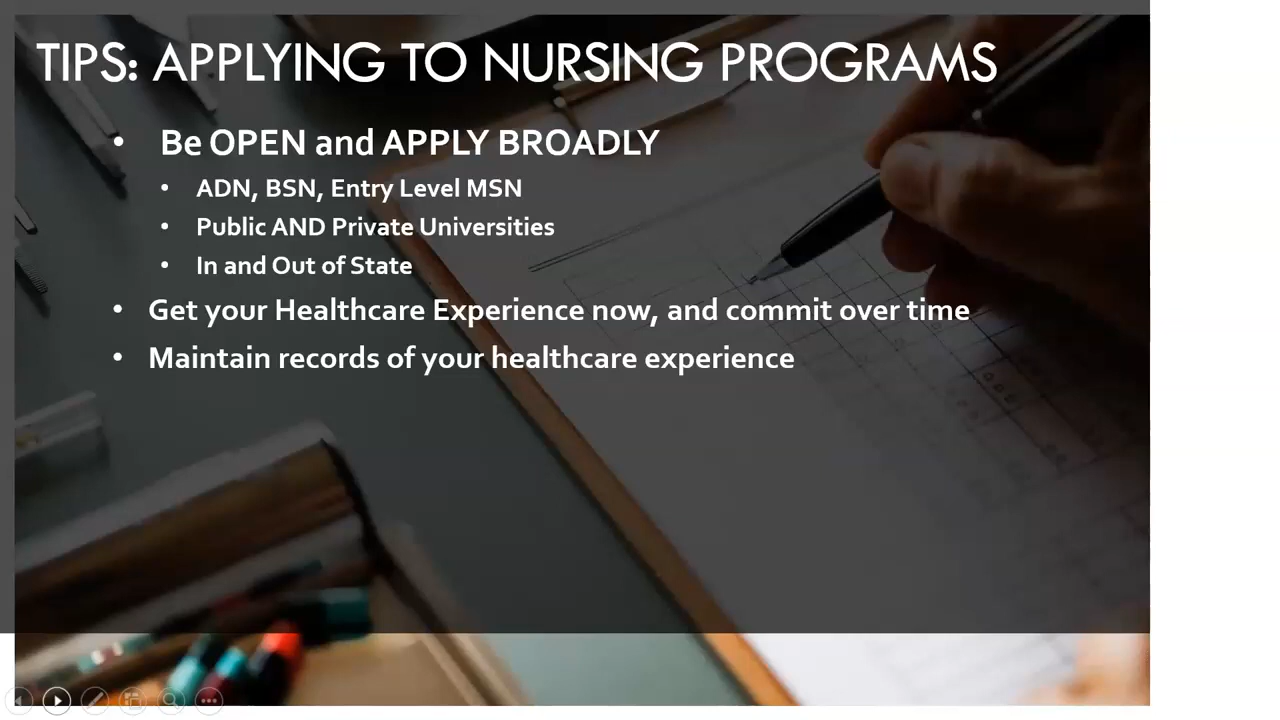 TIPS: APPLYING TO NURSING PROGRAMS
• Be OPEN and APPLY BROADLY
• ADN, BSN, Entry Level MSN
• Public AND Private Universities
• In and Out of State
• Get your Healthcare Experience now, and commit over time
• Maintain records of your healthcare experience